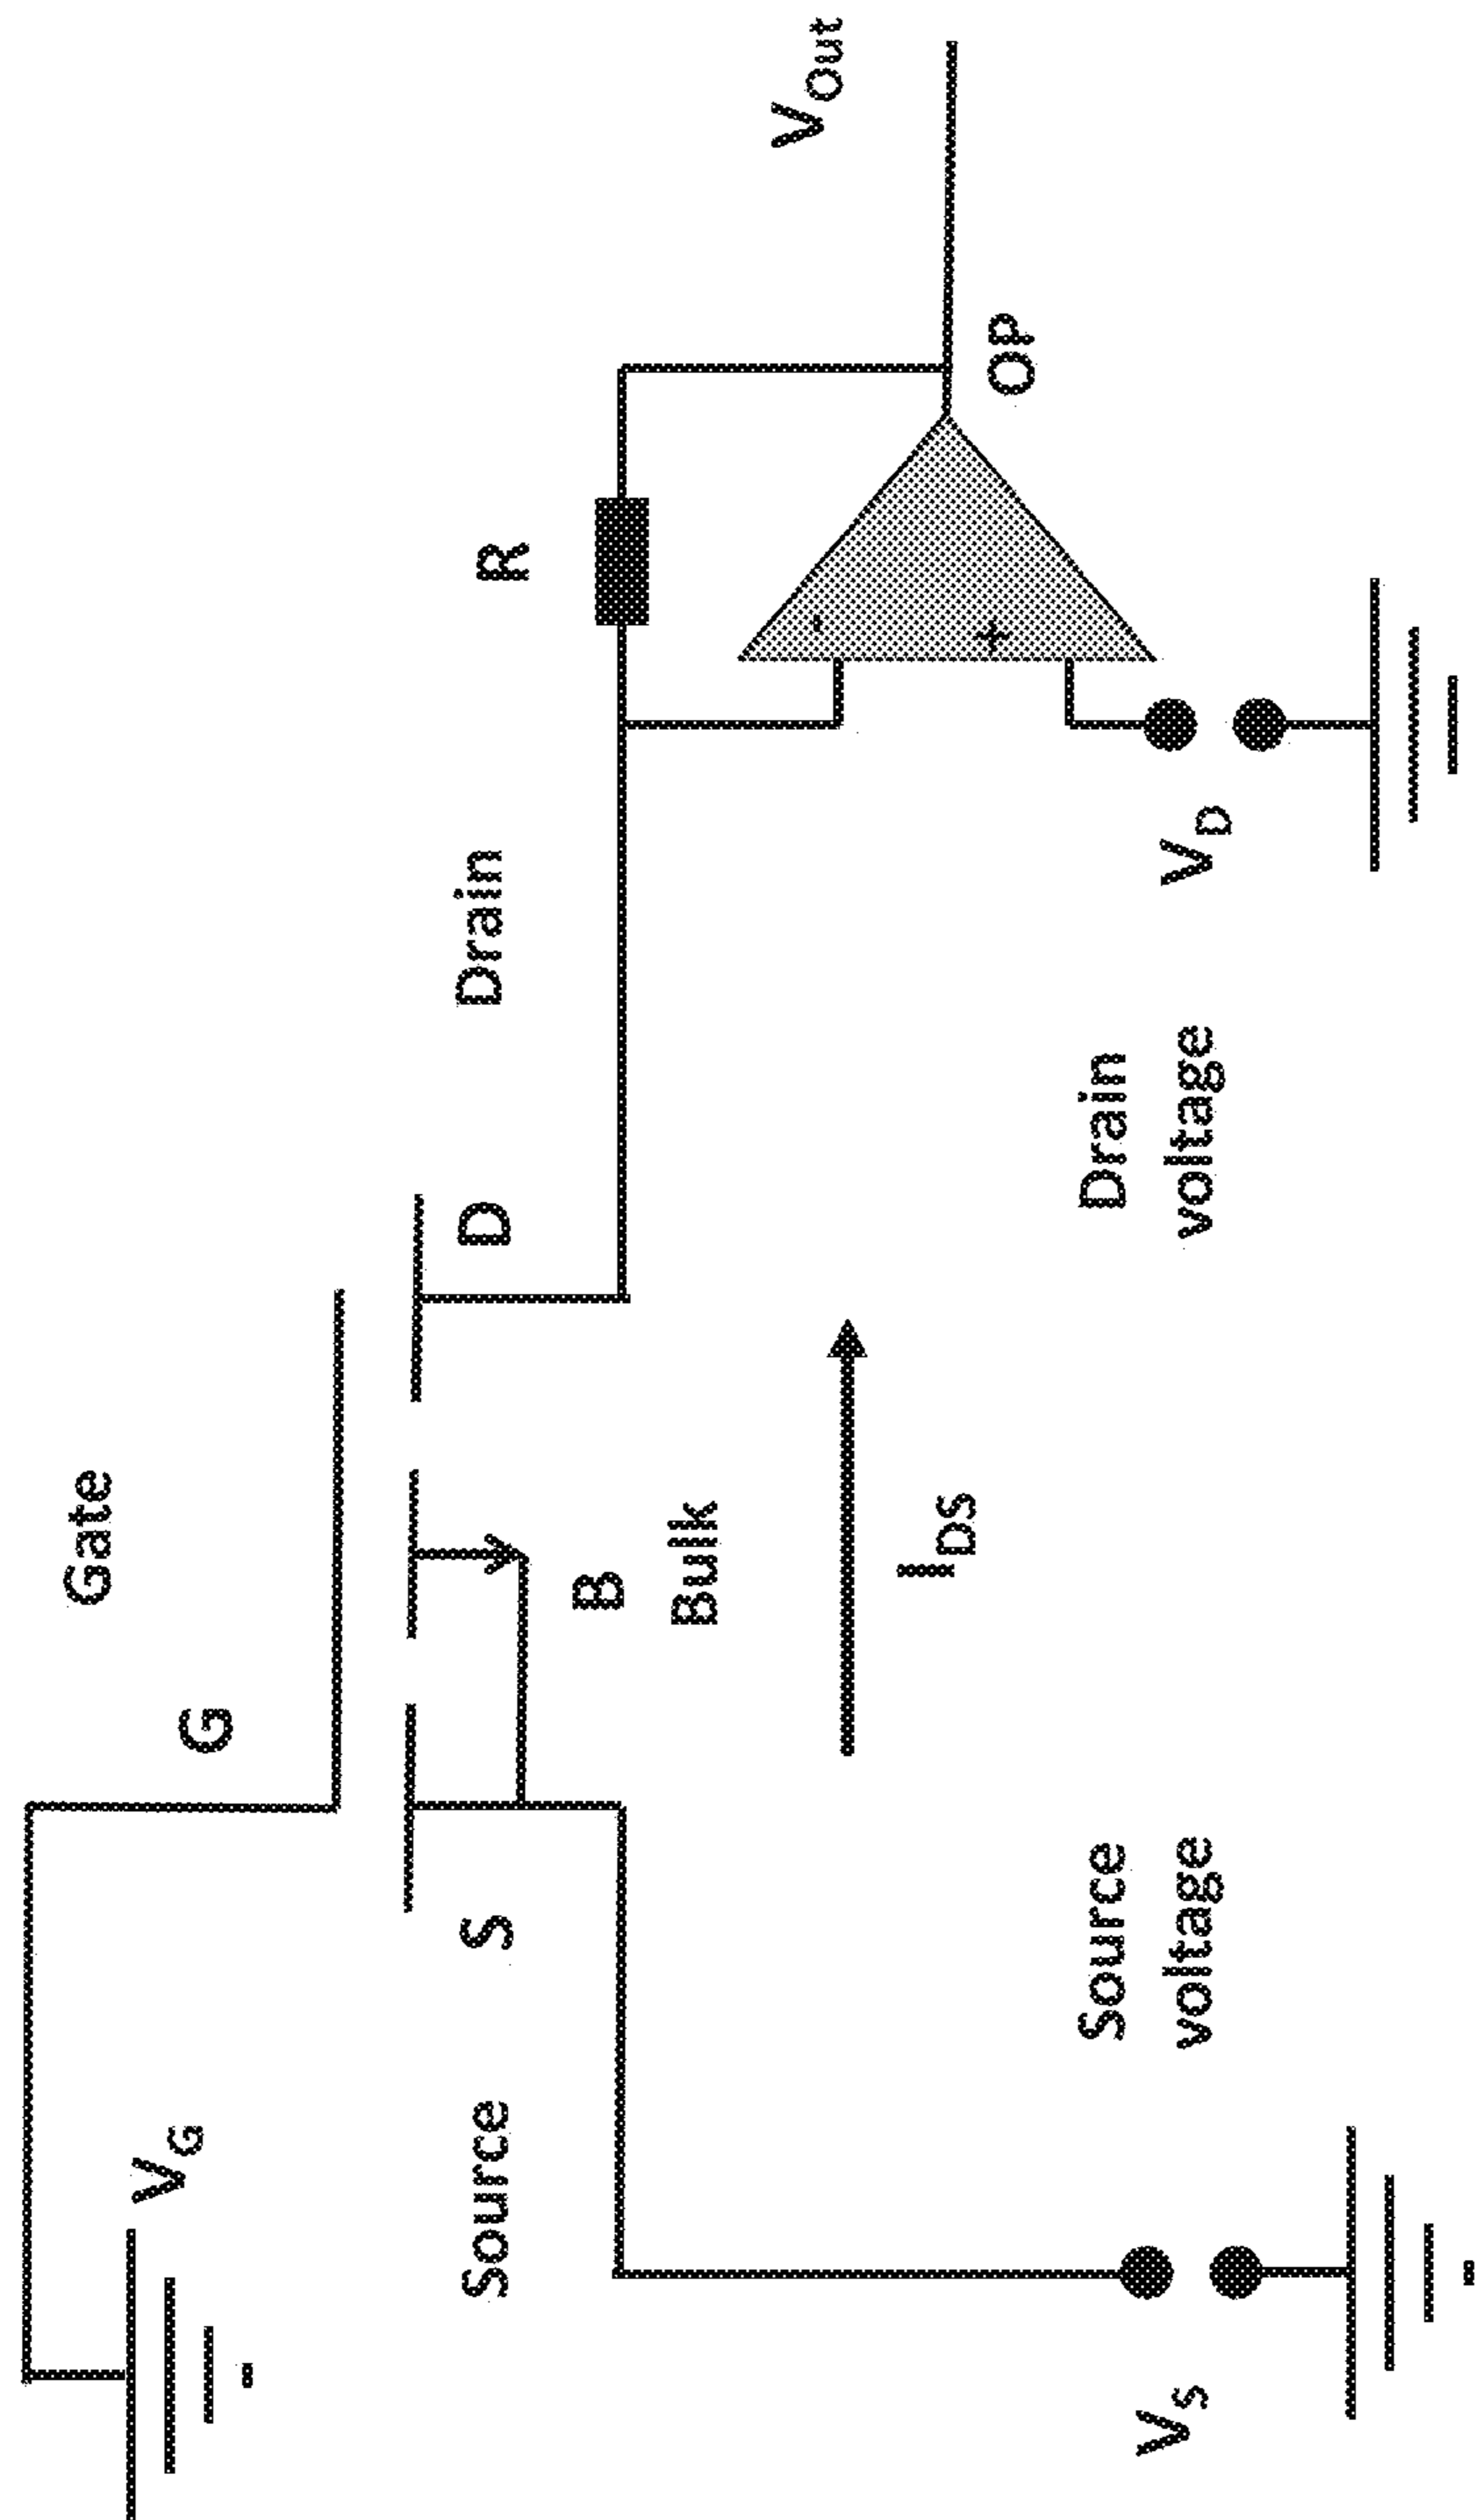 Gate
G
V_G
Source
S
D
Drain
R
B
Bulk
V_Out
I_DS
-
+
OP
Source
voltage
Drain
voltage
V_S
V_D